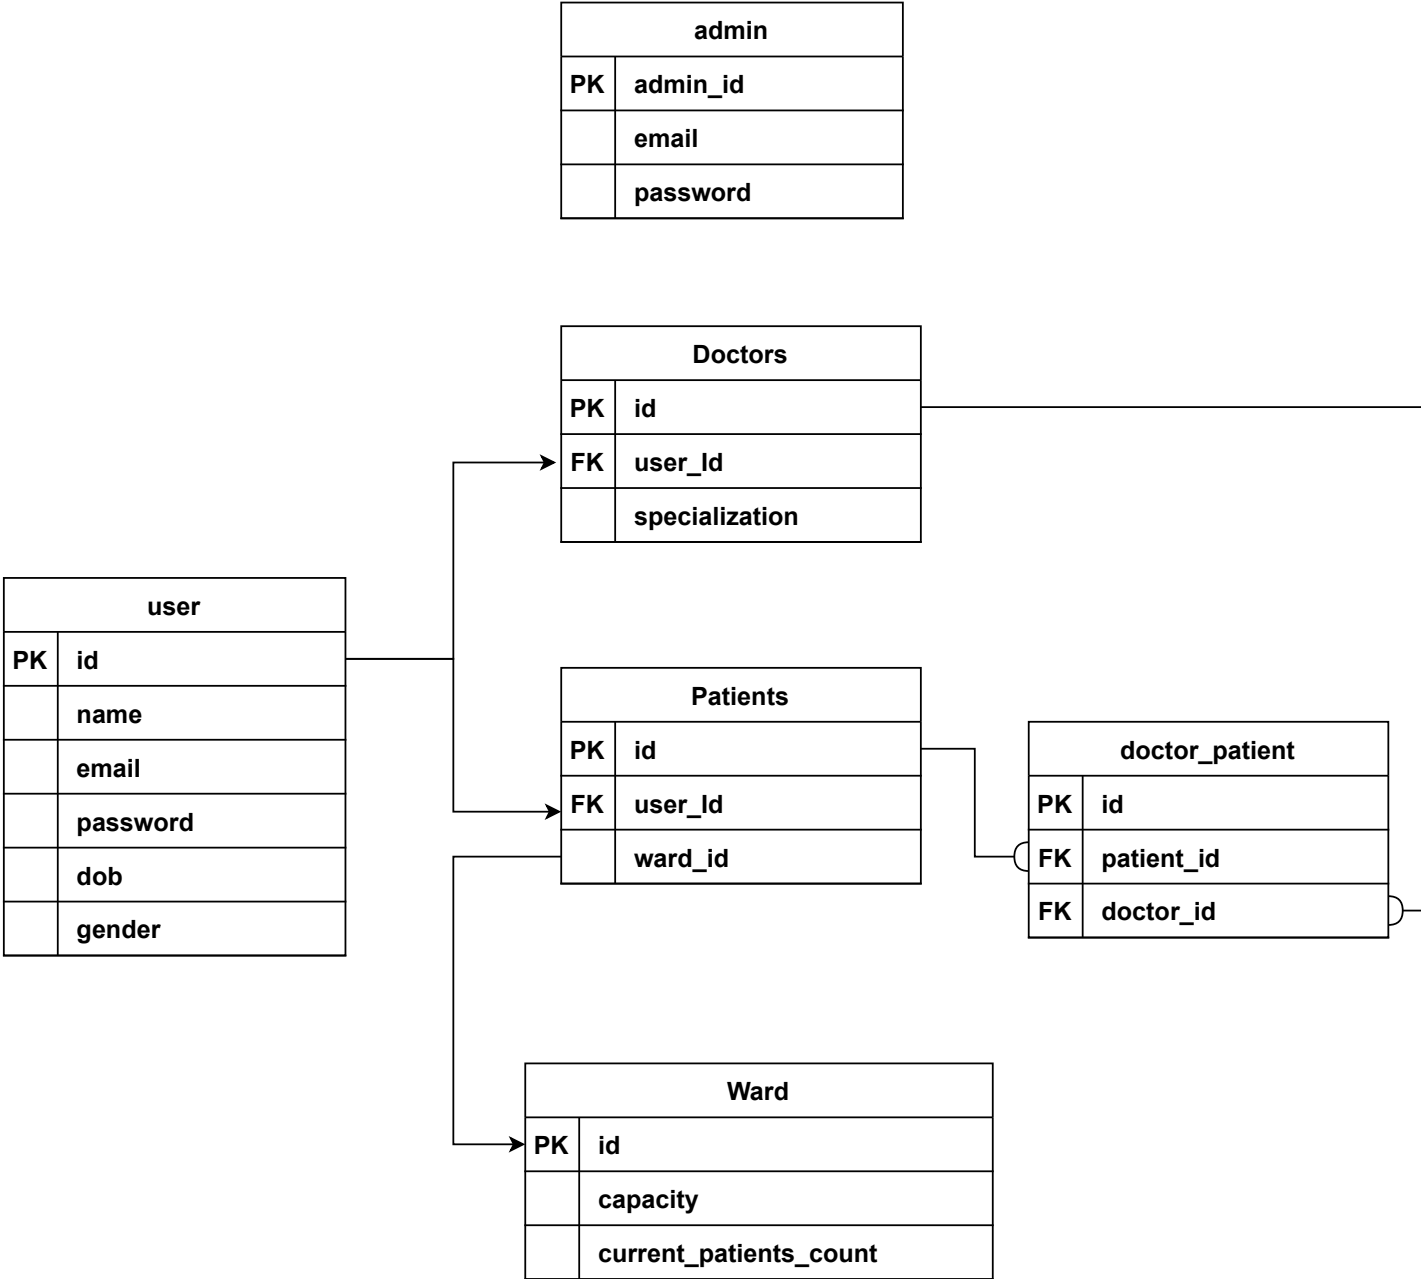 admin
PK admin_id
email
password
Doctors
PK id
FK user_Id
specialization
user
PK id
name
email
password
dob
gender
Patients
PK id
FK user_Id
ward_id
doctor_patient
PK id
FK patient_id
FK doctor_id
Ward
PK id
capacity
current_patients_count